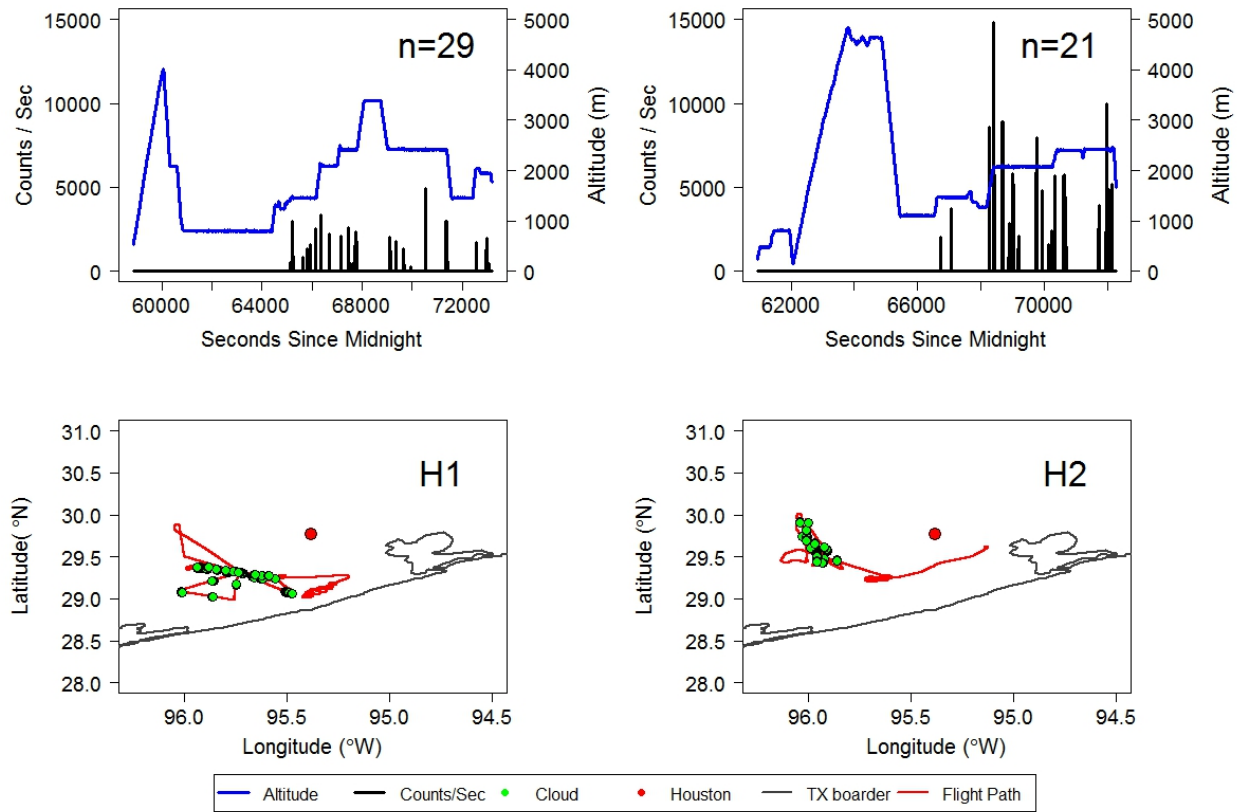 n=29
Counts / Sec
15000
10000
5000
0
5000
4000
3000
2000
1000
0
Altitude (m)
60000 64000 68000 72000
Seconds Since Midnight
n=21
Counts / Sec
15000
10000
5000
0
5000
4000
3000
2000
1000
0
Altitude (m)
62000 66000 70000
Seconds Since Midnight
H1
Latitude( °N)
31.0
30.5
30.0
29.5
29.0
28.5
28.0
96.0 95.5 95.0 94.5
Longitude (°W)
H2
Latitude (°N)
31.0
30.5
30.0
29.5
29.0
28.5
28.0
96.0 95.5 95.0 94.5
Longitude (°W)
Altitude Counts/Sec Cloud Houston TX boarder Flight Path